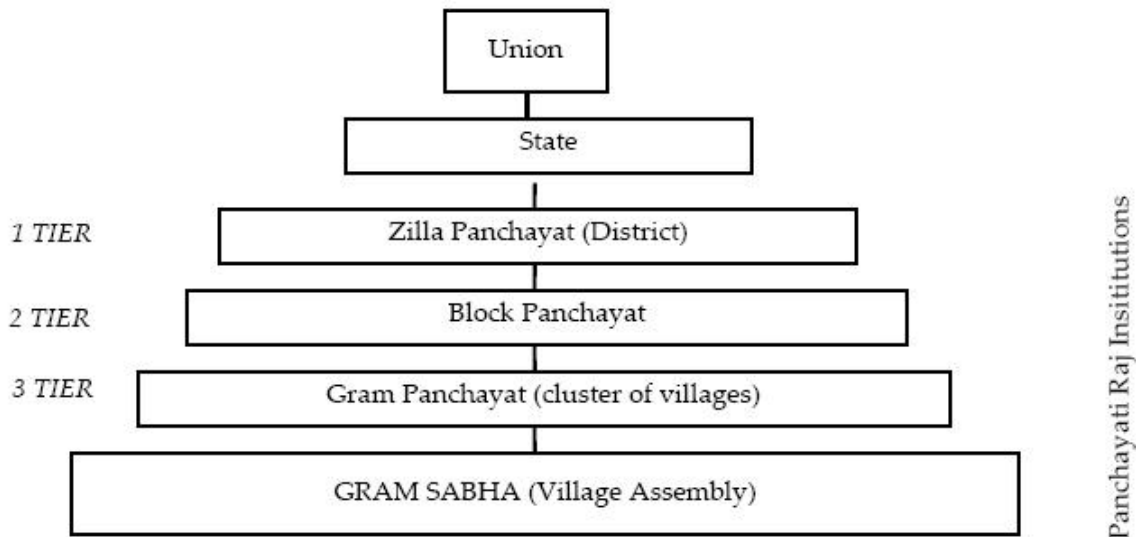 Union
State
1 TIER
Zilla Panchayat (District)
2 TIER
Block Panchayat
3 TIER
Gram Panchayat (cluster of villages)
GRAM SABHA (Village Assembly)
Panchayati Raj Insititutions